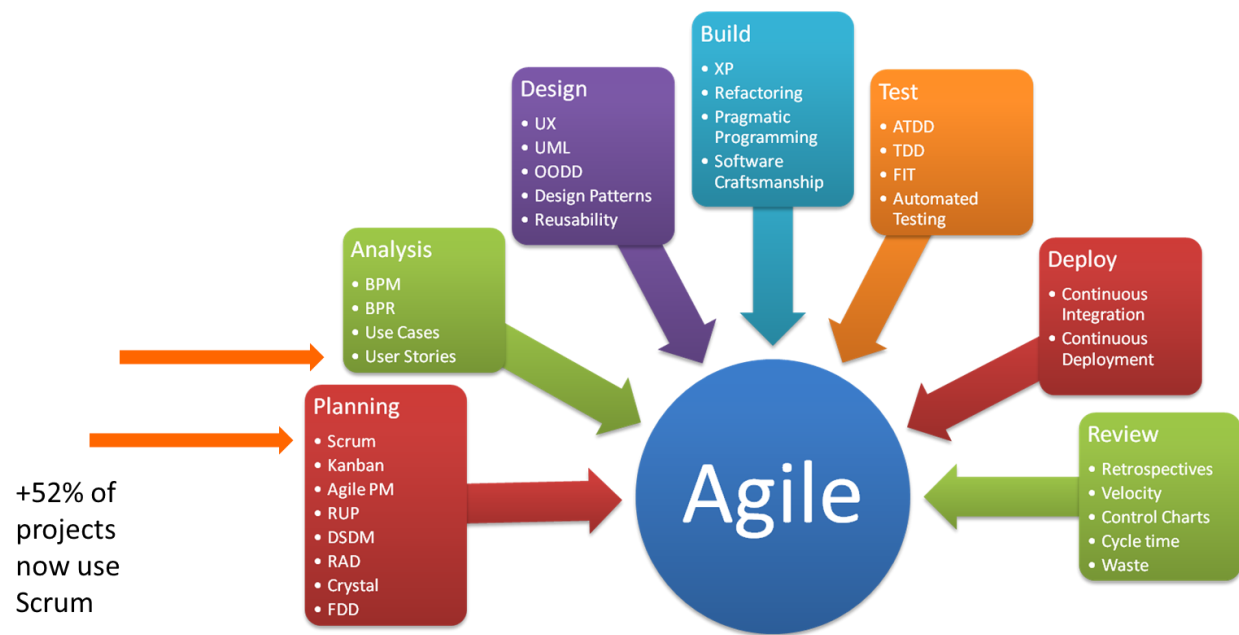 Planning
• Scrum
• Kanban
• Agile PM
• RUP
• DSDM
• RAD
• Crystal
• FDD
Analysis
• BPM
• BPR
• Use Cases
• User Stories
Design
• UX
• UML
• OODD
• Design Patterns
• Reusability
Build
• XP
• Refactoring
• Pragmatic
Programming
• Software
Craftsmanship
Test
• ATDD
• TDD
• FIT
• Automated
Testing
Deploy
• Continuous
Integration
• Continuous
Deployment
Review
• Retrospectives
• Velocity
• Control Charts
• Cycle time
• Waste
Agile
+52% of
projects
now use
Scrum